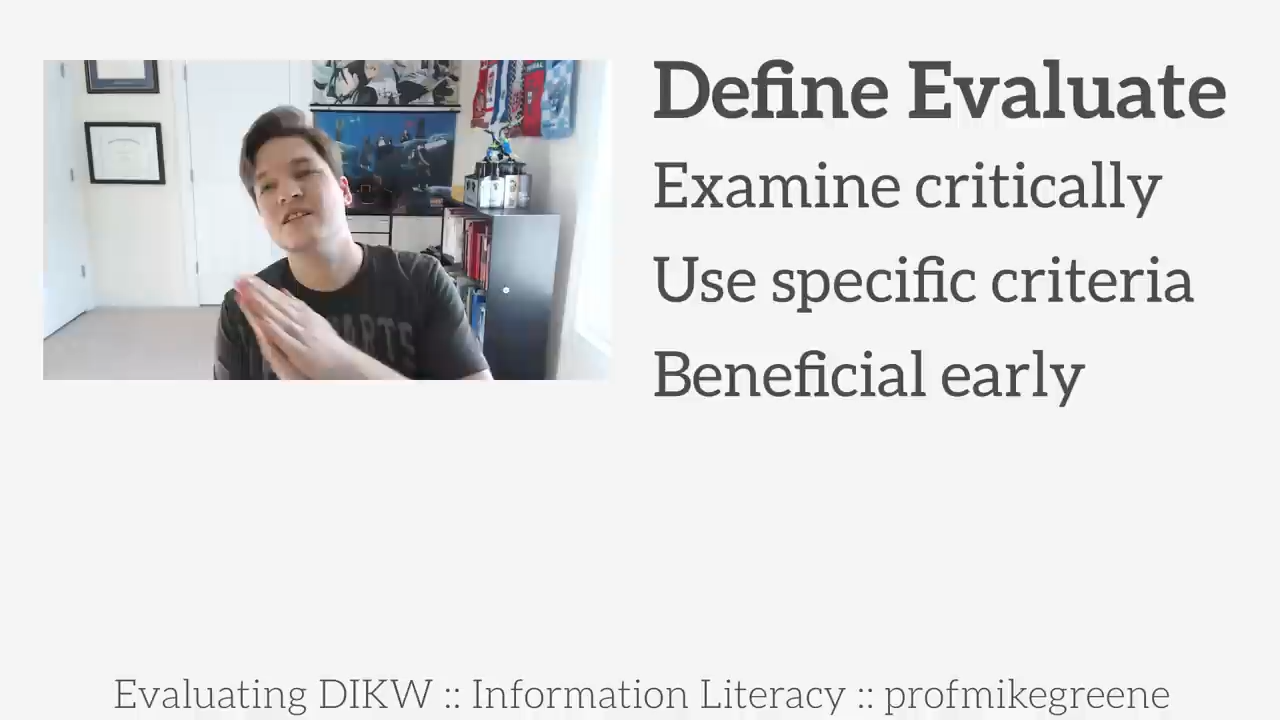 Define Evaluate
Examine critically
Use specific criteria
Beneficial early
Evaluating DIKW :: Information Literacy :: profmikegreene